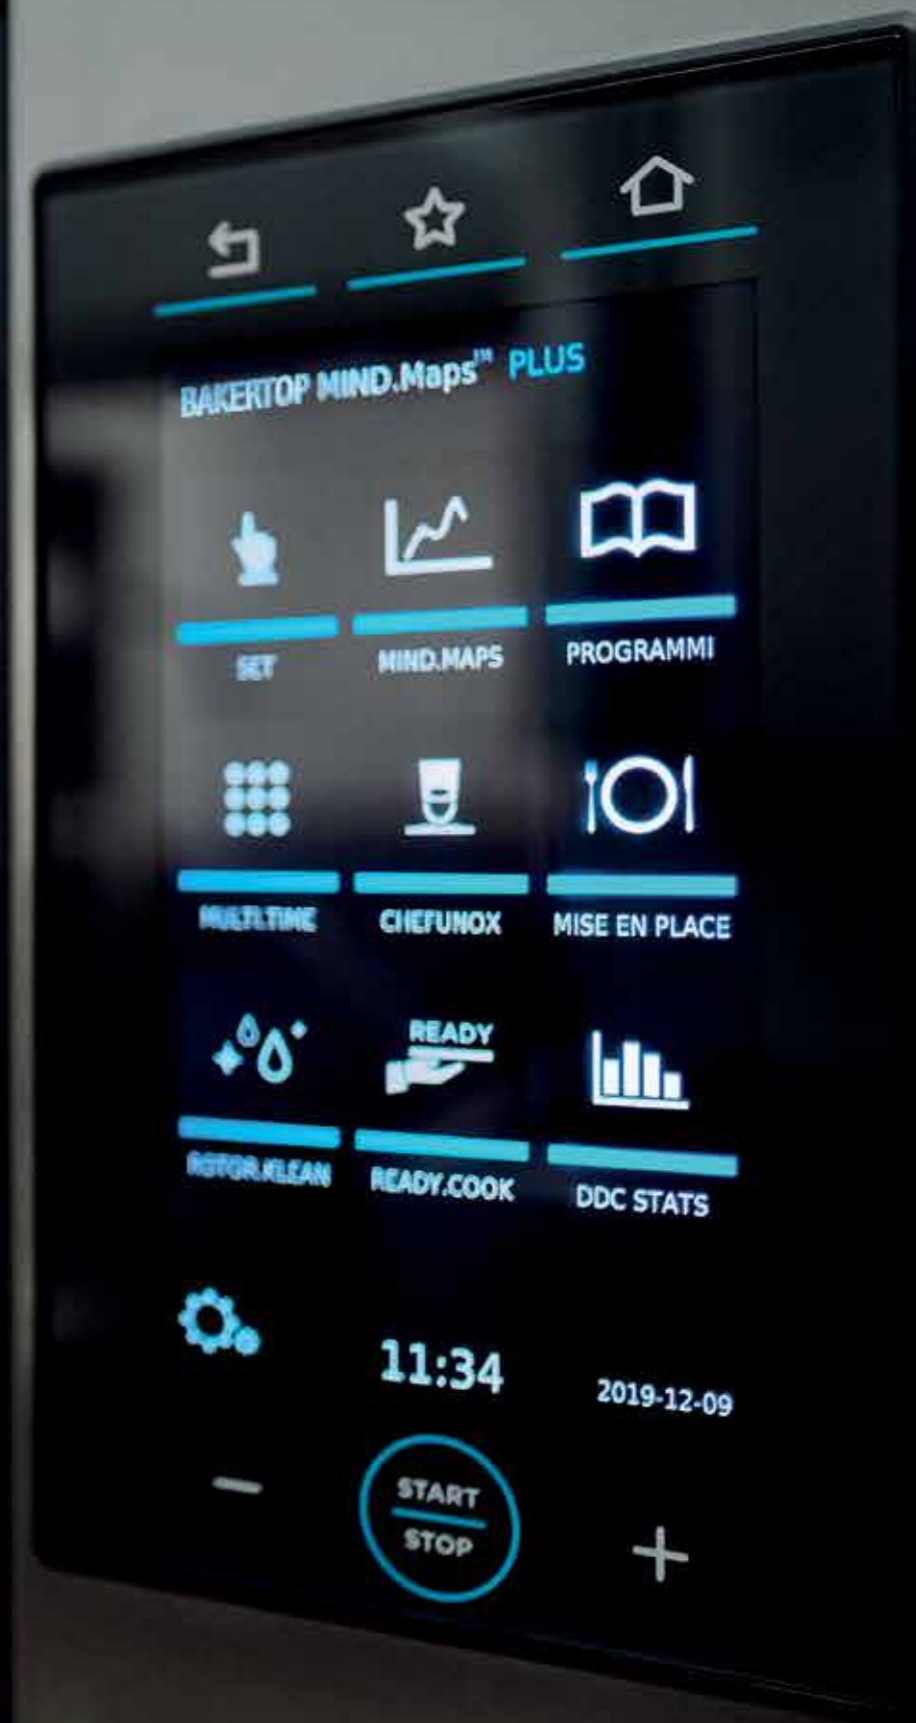 BAKERTOP MIND.Maps™ PLUS
SET MIND.MAPS PROGRAMMI
MULTI.TIME CHEFUNOX MISE EN PLACE
READY
ROTOR.KLEAN READY.COOK DDC STATS
11:34 2019-12-09
START
STOP